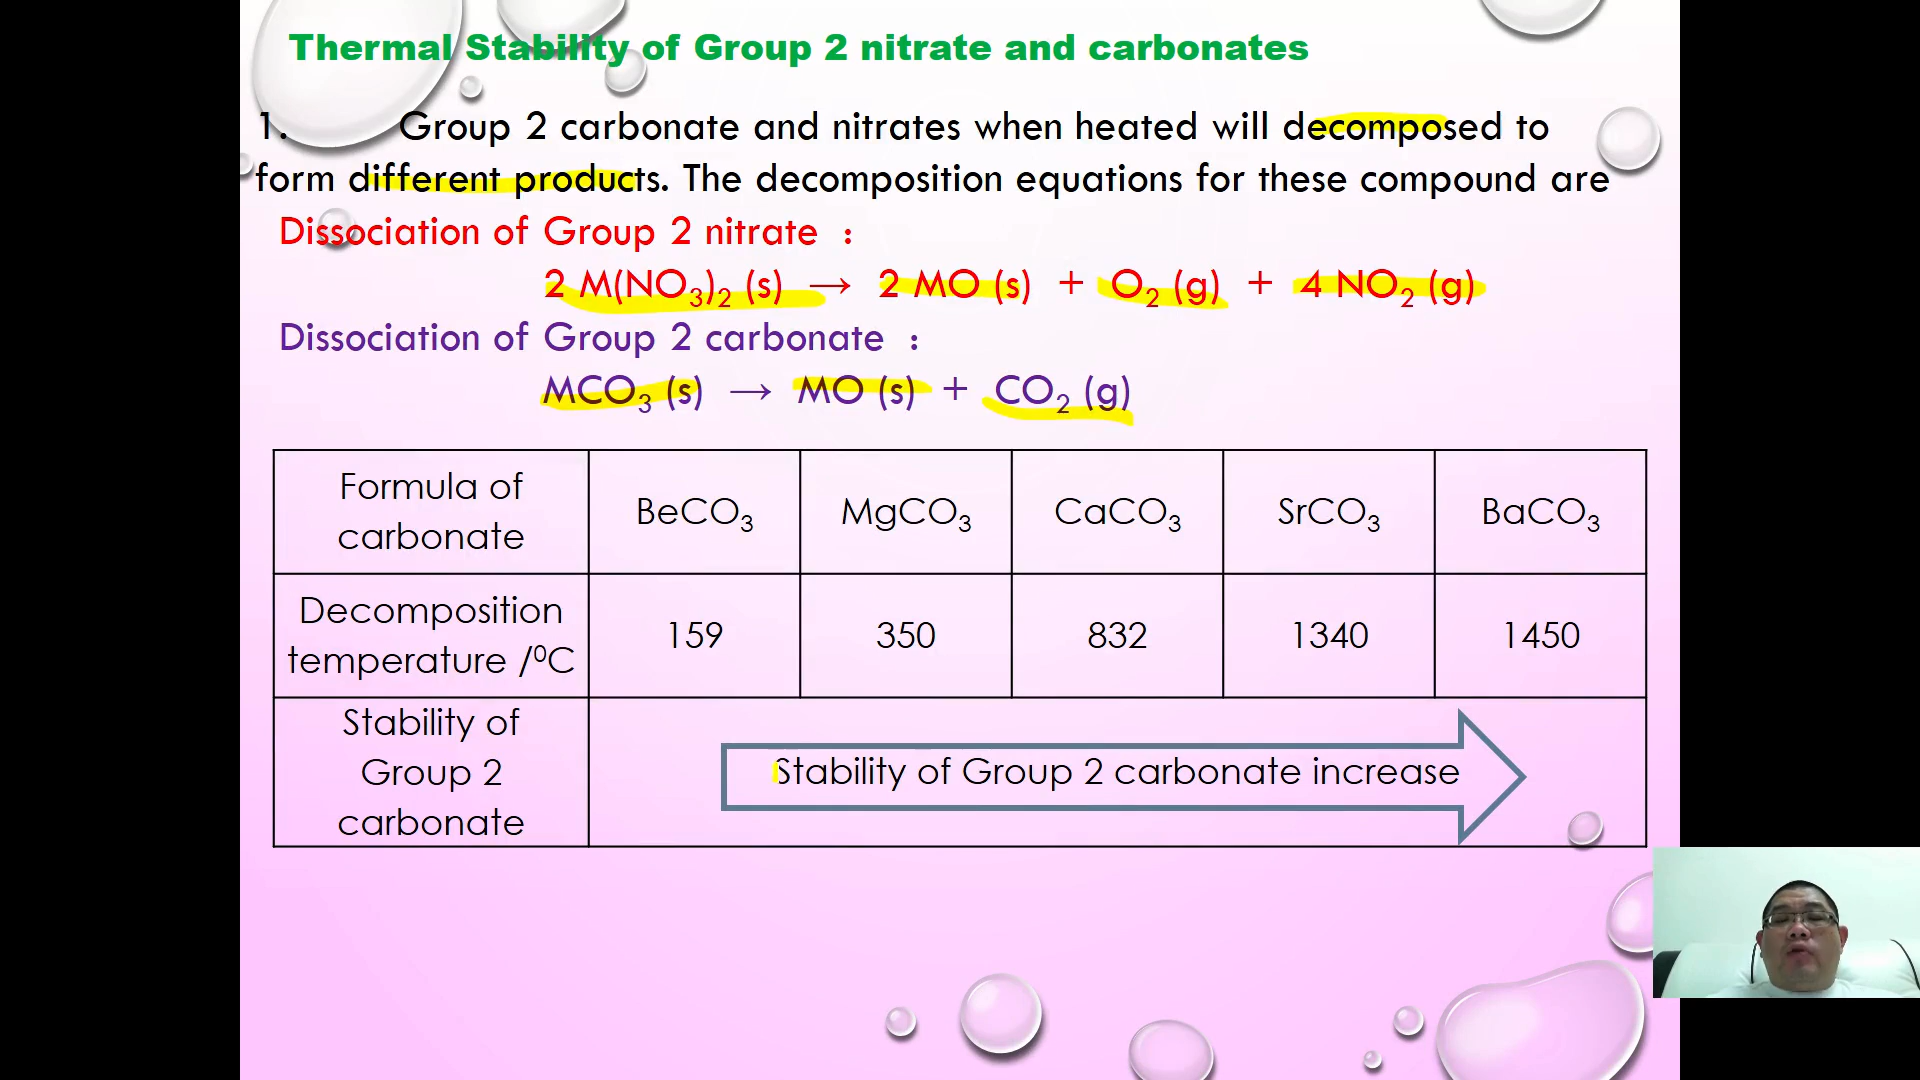 Thermal Stability of Group 2 nitrate and carbonates
1. Group 2 carbonate and nitrates when heated will decomposed to
form different products. The decomposition equations for these compound are
Dissociation of Group 2 nitrate :
2 M(NO₃)₂ (s) → 2 MO (s) + O₂ (g) + 4 NO₂ (g)
Dissociation of Group 2 carbonate :
MCO₃ (s) → MO (s) + CO₂ (g)
Formula of
carbonate
BeCO₃
MgCO₃
CaCO₃
SrCO₃
BaCO₃
Decomposition
temperature /⁰C
159
350
832
1340
1450
Stability of
Group 2
carbonate
Stability of Group 2 carbonate increase